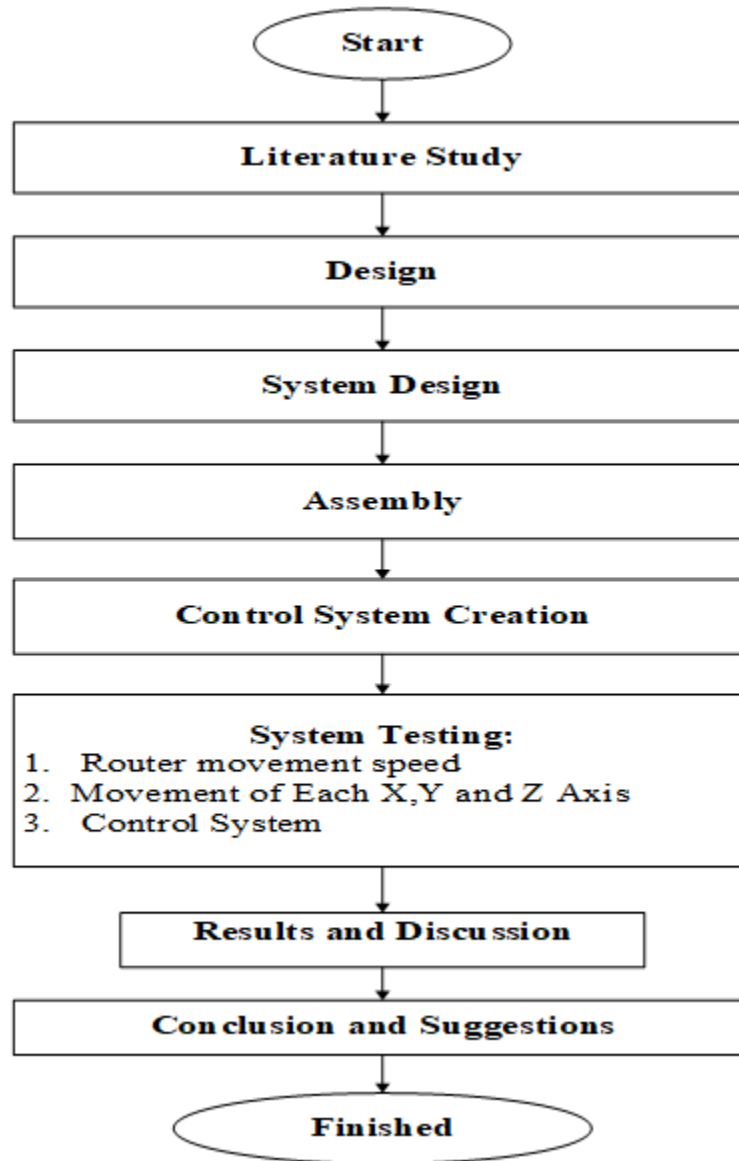 Start
Literature Study
Design
System Design
Assembly
Control System Creation
System Testing:
1. Router movement speed
2. Movement of Each X,Y and Z Axis
3. Control System
Results and Discussion
Conclusion and Suggestions
Finished